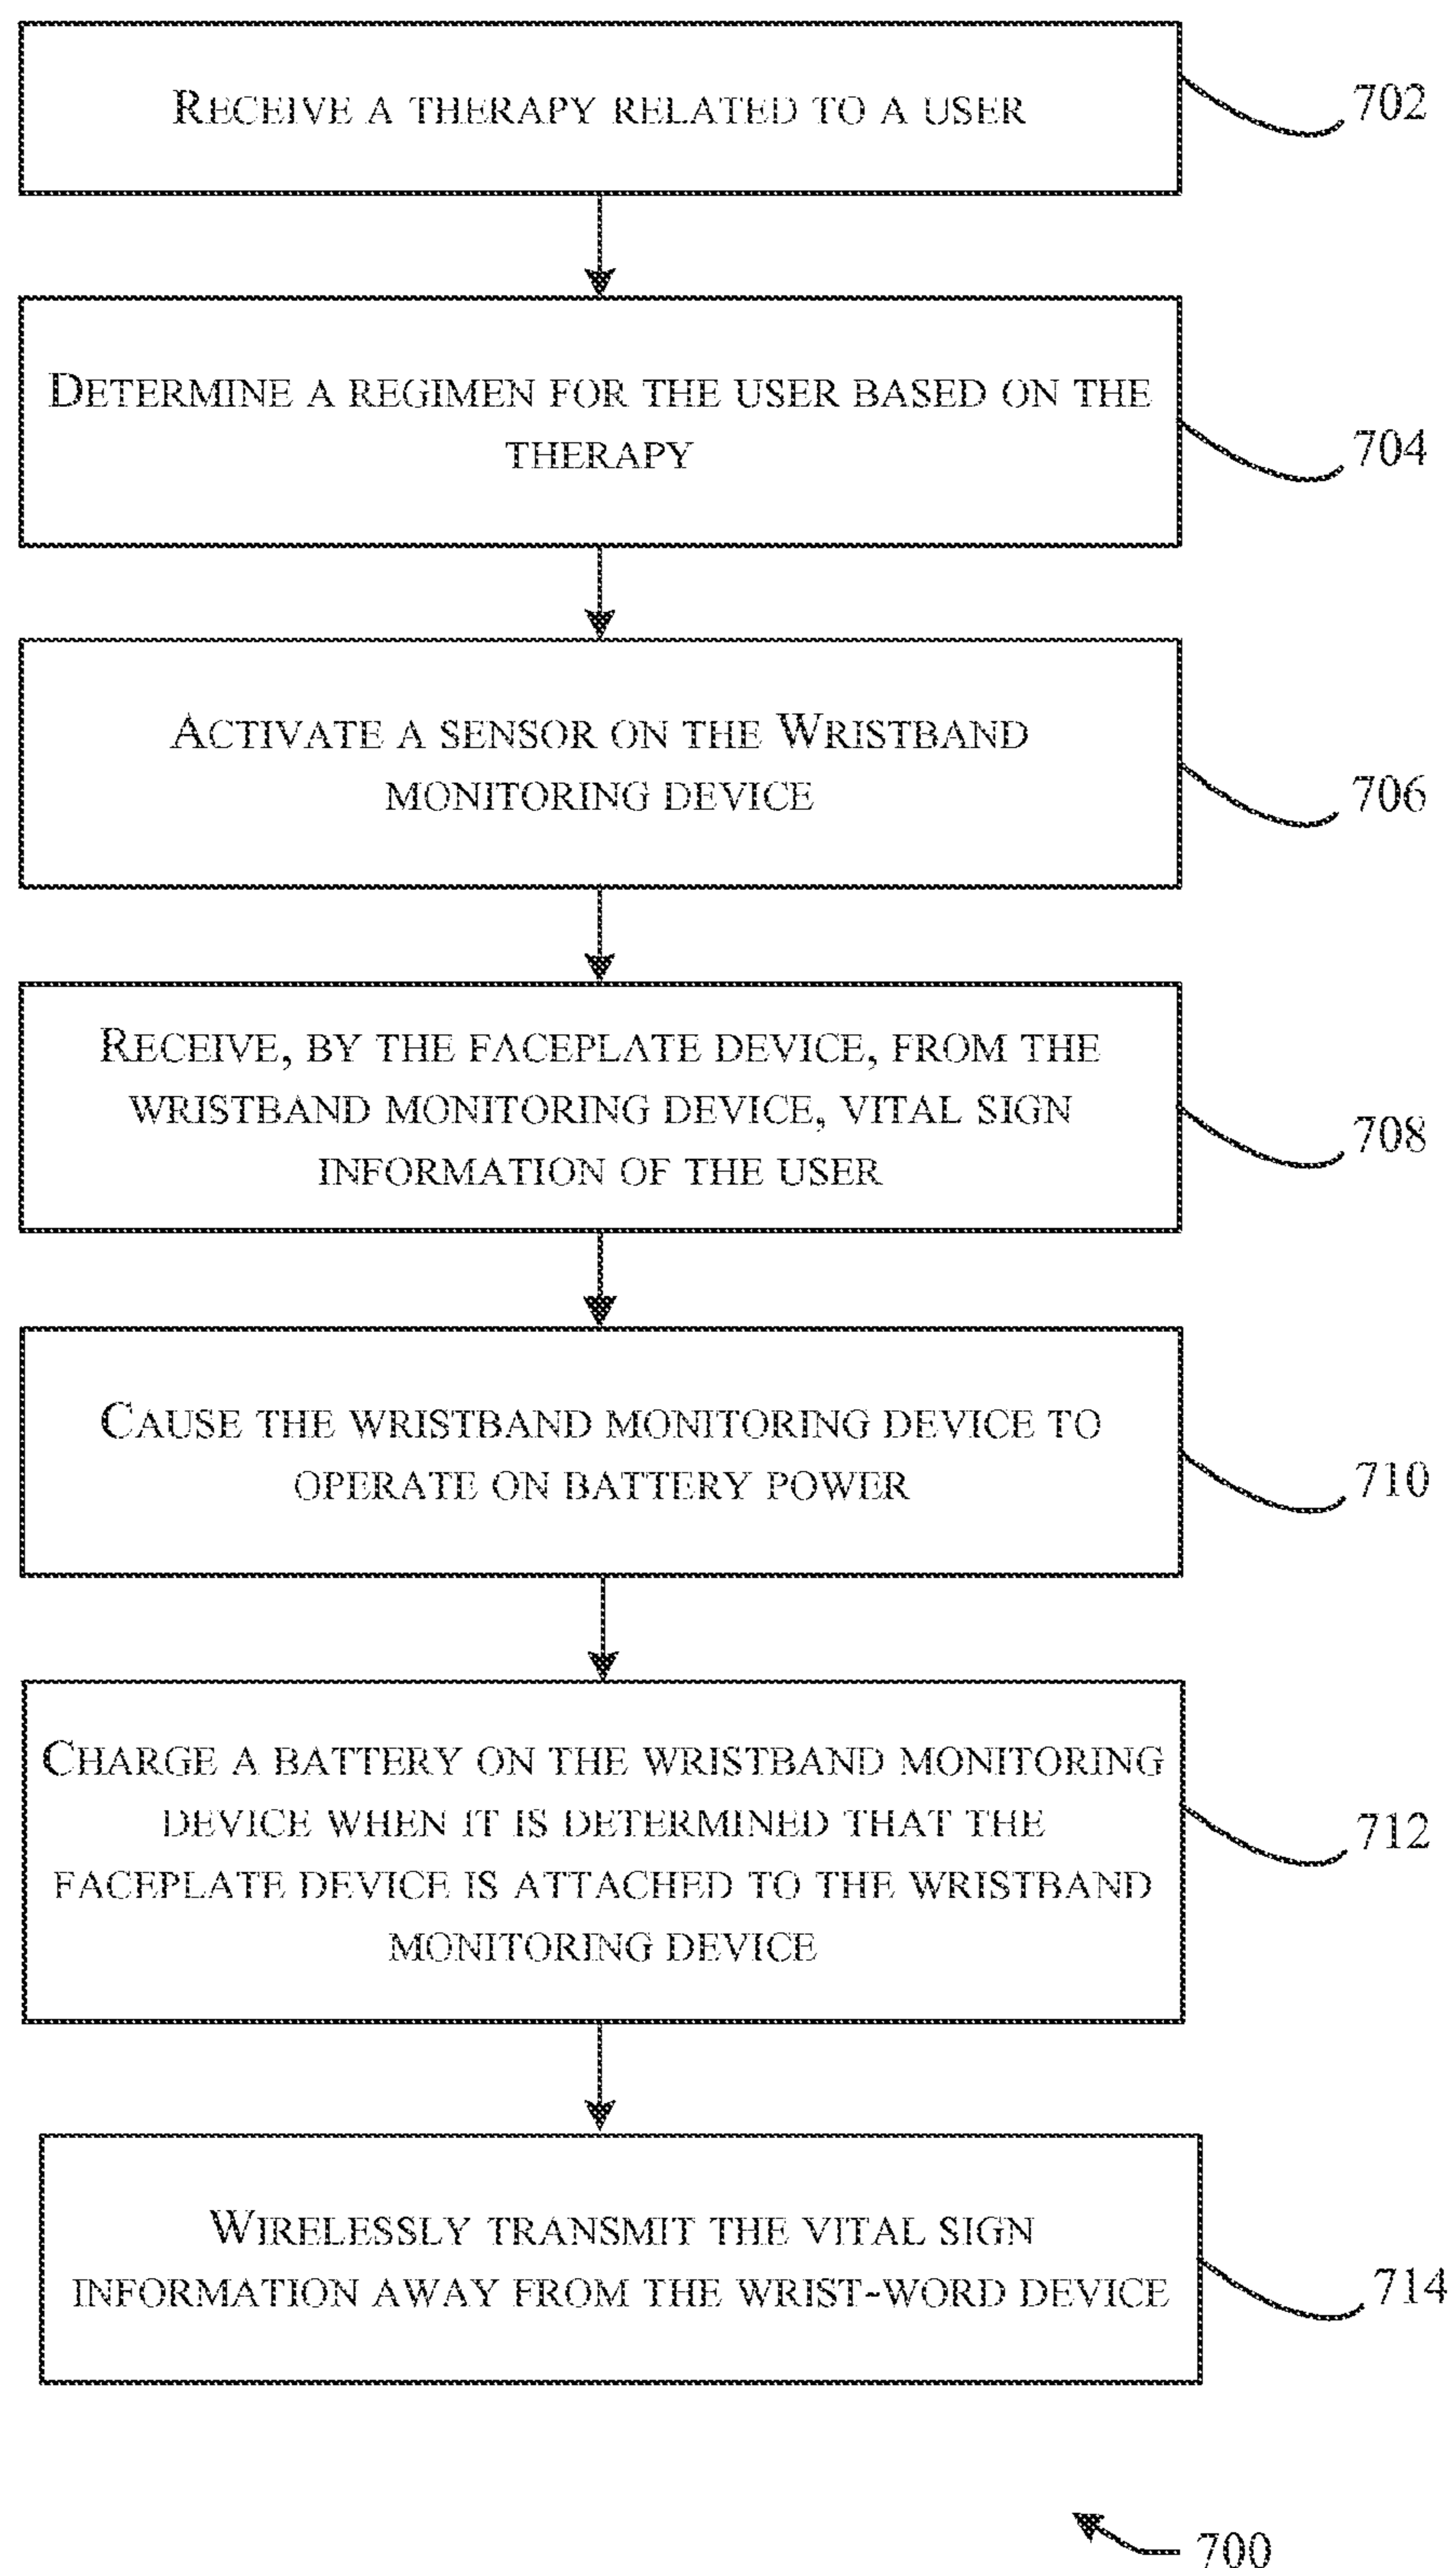 RECEIVE A THERAPY RELATED TO A USER
702
DETERMINE A REGIMEN FOR THE USER BASED ON THE
THERAPY
704
ACTIVATE A SENSOR ON THE WRISTBAND
MONITORING DEVICE
706
RECEIVE, BY THE FACEPLATE DEVICE, FROM THE
WRISTBAND MONITORING DEVICE, VITAL SIGN
INFORMATION OF THE USER
708
CAUSE THE WRISTBAND MONITORING DEVICE TO
OPERATE ON BATTERY POWER
710
CHARGE A BATTERY ON THE WRISTBAND MONITORING
DEVICE WHEN IT IS DETERMINED THAT THE
FACEPLATE DEVICE IS ATTACHED TO THE WRISTBAND
MONITORING DEVICE
712
WIRELESSLY TRANSMIT THE VITAL SIGN
INFORMATION AWAY FROM THE WRIST-WORD DEVICE
714
700